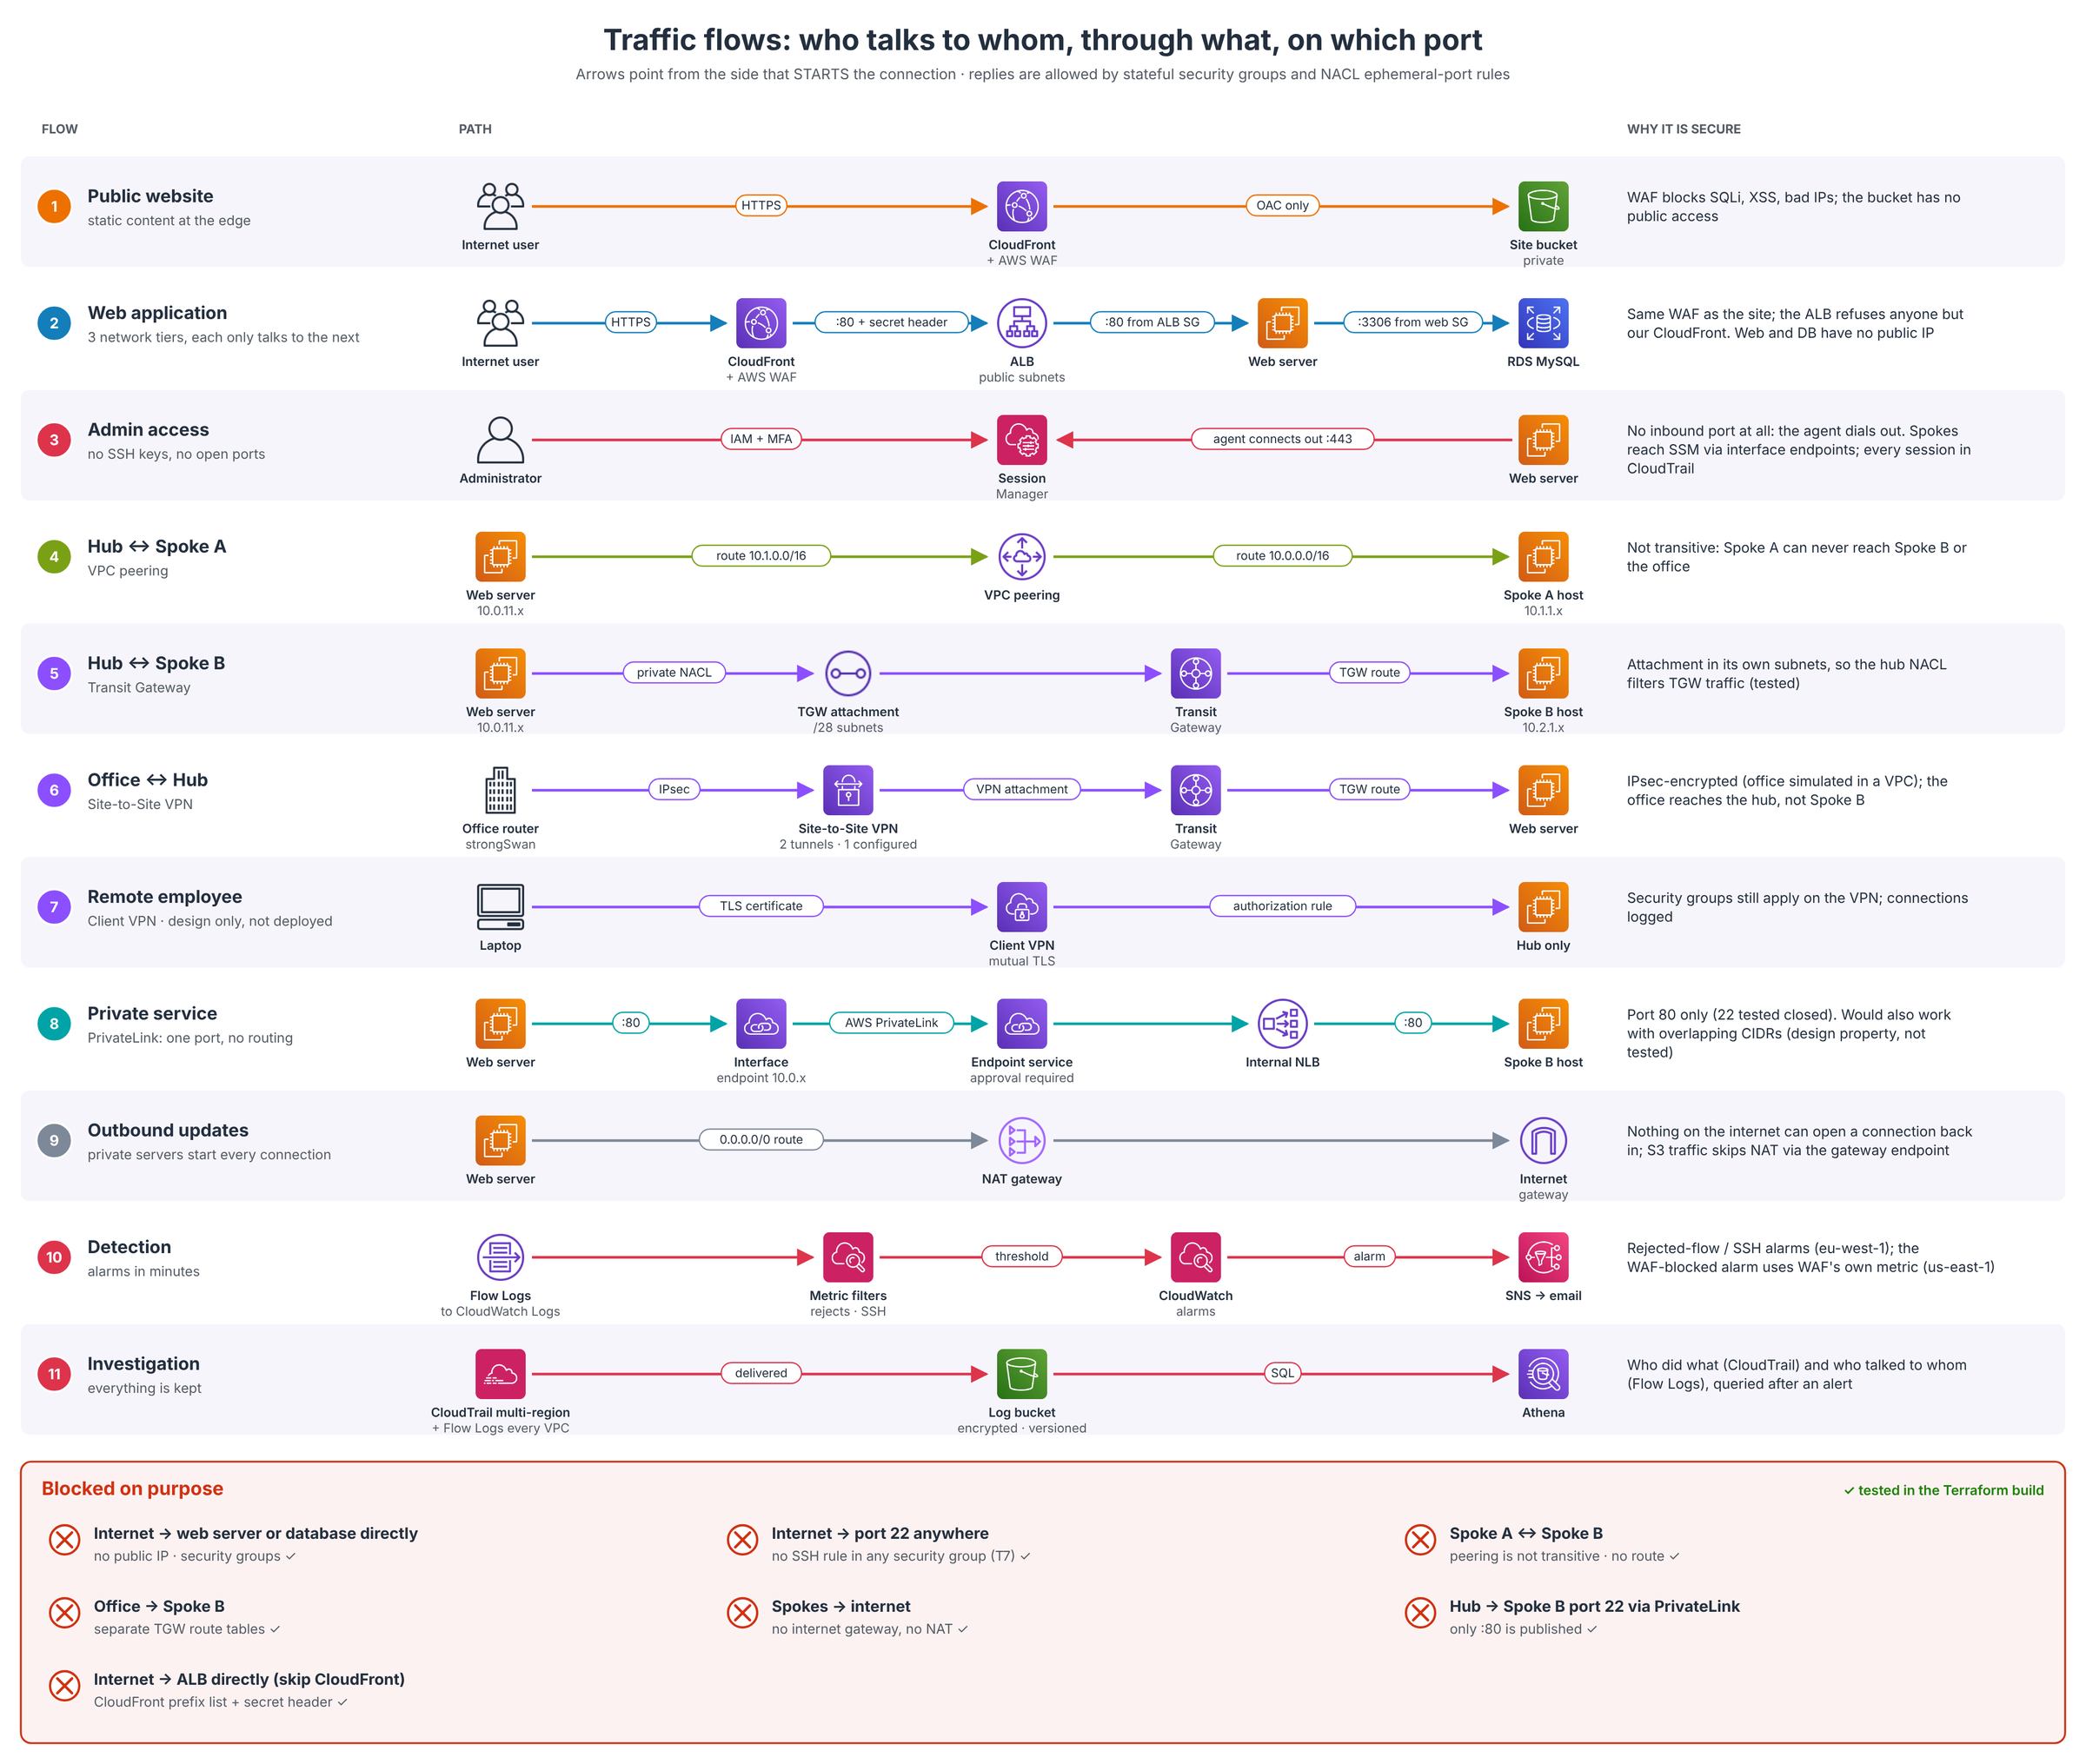 Traffic flows: who talks to whom, through what, on which port
Arrows point from the side that STARTS the connection · replies are allowed by stateful security groups and NACL ephemeral-port rules
FLOW
PATH
WHY IT IS SECURE
1
Public website
static content at the edge
Internet user
HTTPS
CloudFront
+ AWS WAF
OAC only
Site bucket
private
WAF blocks SQLi, XSS, bad IPs; the bucket has no
public access
2
Web application
3 network tiers, each only talks to the next
Internet user
HTTPS
CloudFront
+ AWS WAF
:80 + secret header
ALB
public subnets
:80 from ALB SG
Web server
:3306 from web SG
RDS MySQL
Same WAF as the site; the ALB refuses anyone but
our CloudFront. Web and DB have no public IP
3
Admin access
no SSH keys, no open ports
Administrator
IAM + MFA
Session
Manager
agent connects out :443
Web server
No inbound port at all: the agent dials out. Spokes
reach SSM via interface endpoints; every session in
CloudTrail
4
Hub ↔ Spoke A
VPC peering
Web server
10.0.11.x
route 10.1.0.0/16
VPC peering
route 10.0.0.0/16
Spoke A host
10.1.1.x
Not transitive: Spoke A can never reach Spoke B or
the office
5
Hub ↔ Spoke B
Transit Gateway
Web server
10.0.11.x
private NACL
TGW attachment
/28 subnets
Transit
Gateway
TGW route
Spoke B host
10.2.1.x
Attachment in its own subnets, so the hub NACL
filters TGW traffic (tested)
6
Office ↔ Hub
Site-to-Site VPN
Office router
strongSwan
IPsec
Site-to-Site VPN
2 tunnels · 1 configured
VPN attachment
Transit
Gateway
TGW route
Web server
IPsec-encrypted (office simulated in a VPC); the
office reaches the hub, not Spoke B
7
Remote employee
Client VPN · design only, not deployed
Laptop
TLS certificate
Client VPN
mutual TLS
authorization rule
Hub only
Security groups still apply on the VPN; connections
logged
8
Private service
PrivateLink: one port, no routing
Web server
:80
Interface
endpoint 10.0.x
AWS PrivateLink
Endpoint service
approval required
Internal NLB
:80
Spoke B host
Port 80 only (22 tested closed). Would also work
with overlapping CIDRs (design property, not
tested)
9
Outbound updates
private servers start every connection
Web server
0.0.0.0/0 route
NAT gateway
Internet
gateway
Nothing on the internet can open a connection back
in; S3 traffic skips NAT via the gateway endpoint
10
Detection
alarms in minutes
Flow Logs
to CloudWatch Logs
Metric filters
rejects · SSH
threshold
CloudWatch
alarms
alarm
SNS → email
Rejected-flow / SSH alarms (eu-west-1); the
WAF-blocked alarm uses WAF's own metric (us-east-1)
11
Investigation
everything is kept
CloudTrail multi-region
+ Flow Logs every VPC
delivered
Log bucket
encrypted · versioned
SQL
Athena
Who did what (CloudTrail) and who talked to whom
(Flow Logs), queried after an alert
Blocked on purpose
✓ tested in the Terraform build
Internet → web server or database directly
no public IP · security groups ✓
Internet → port 22 anywhere
no SSH rule in any security group (T7) ✓
Spoke A ↔ Spoke B
peering is not transitive · no route ✓
Office → Spoke B
separate TGW route tables ✓
Spokes → internet
no internet gateway, no NAT ✓
Hub → Spoke B port 22 via PrivateLink
only :80 is published ✓
Internet → ALB directly (skip CloudFront)
CloudFront prefix list + secret header ✓